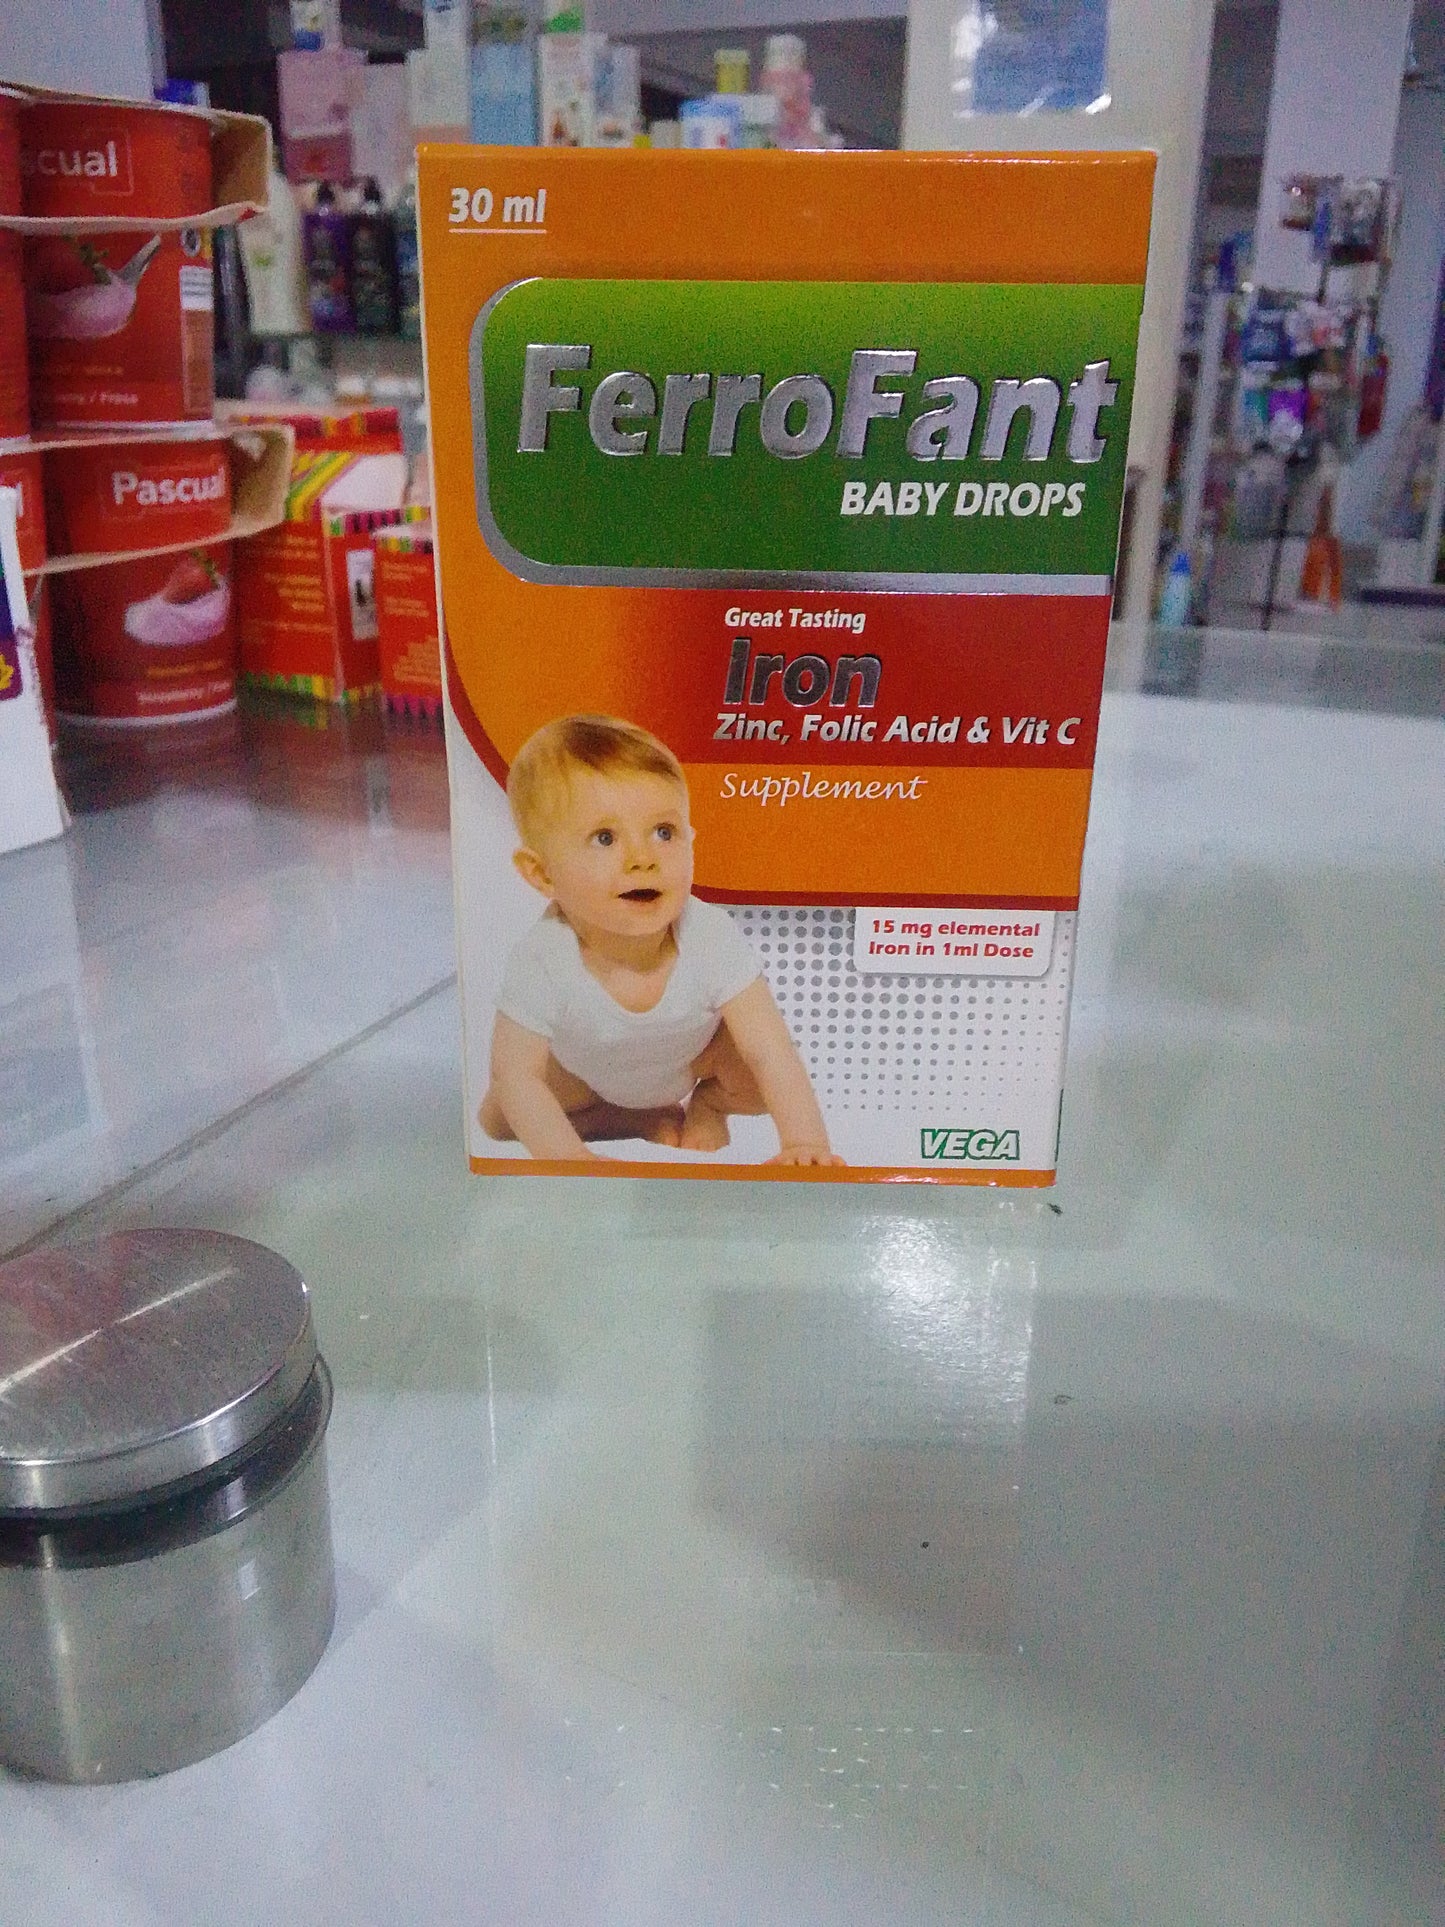 30 ml
FerroFant
BABY DROPS
Great Tasting
Iron
Zinc, Folic Acid & Vit C
Supplement
15 mg elemental
Iron in 1ml Dose
VEGA
scual
Pascual